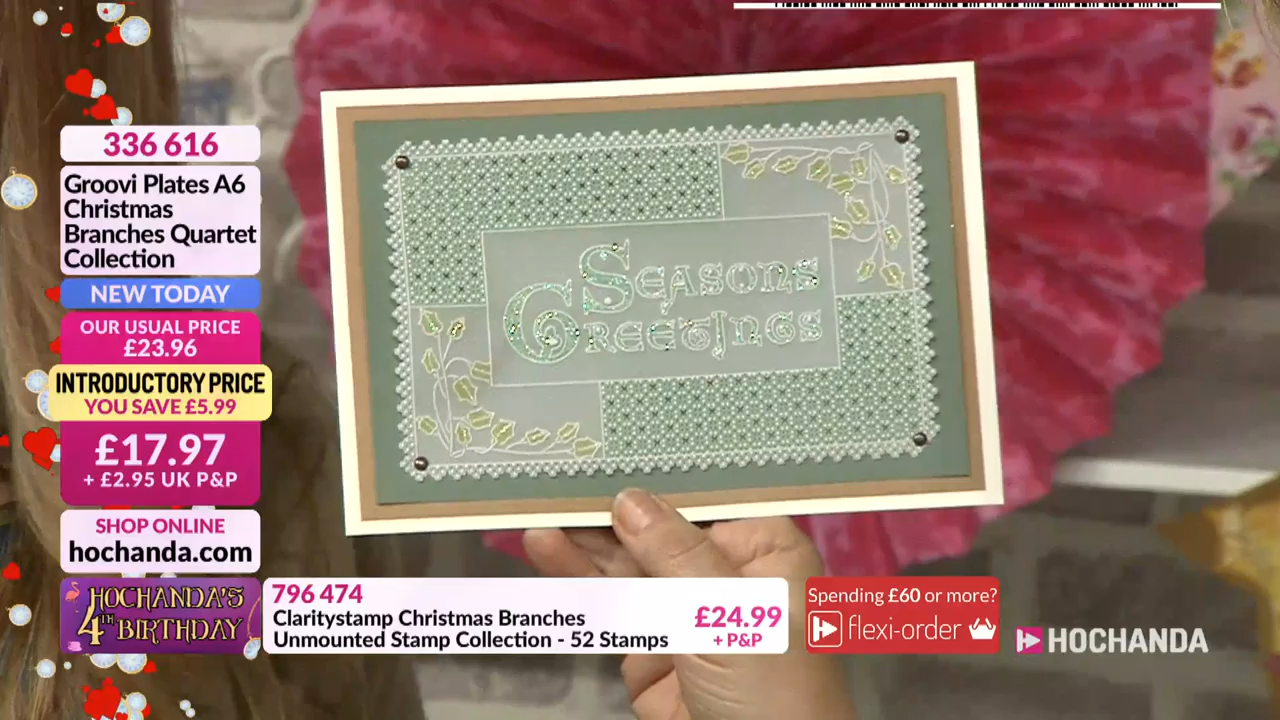 336 616
Groovi Plates A6
Christmas
Branches Quartet
Collection
NEW TODAY
OUR USUAL PRICE
£23.96
INTRODUCTORY PRICE
YOU SAVE £5.99
£17.97
+ £2.95 UK P&P
SHOP ONLINE
hochanda.com
HOCHANDA'S
4TH BIRTHDAY
SEASONS
GREETINGS
796 474
Claritystamp Christmas Branches
Unmounted Stamp Collection - 52 Stamps
£24.99
+ P&P
Spending £60 or more?
flexi-order
HOCHANDA